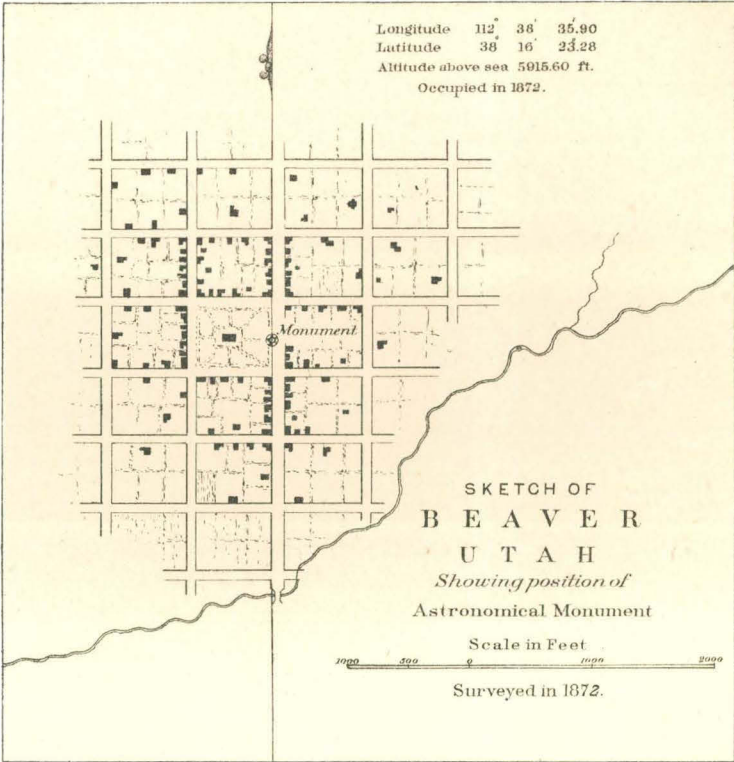 Longitude 112° 38' 35.90
Latitude 38° 16' 23.28
Altitude above sea 5915.60 ft.
Occupied in 1872.
Monument
SKETCH OF
BEAVER
UTAH
Showing position of
Astronomical Monument
Scale in Feet
1000 500 0 1000 2000
Surveyed in 1872.